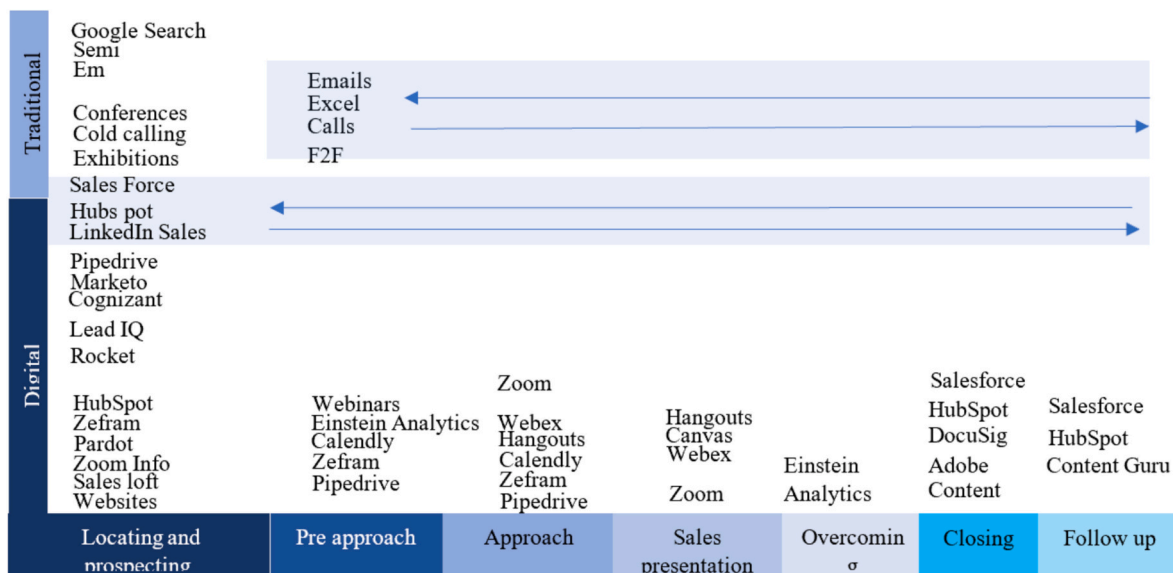 Traditional
Google Search
Semi
Em
Conferences
Cold calling
Exhibitions
Emails
Excel
Calls
F2F
Sales Force
Hubs pot
LinkedIn Sales
Digital
Pipedrive
Marketo
Cognizant
Lead IQ
Rocket
HubSpot
Zefram
Pardot
Zoom Info
Sales loft
Websites
Webinars
Einstein Analytics
Calendly
Zefram
Pipedrive
Zoom
Webex
Hangouts
Calendly
Zefram
Pipedrive
Hangouts
Canvas
Webex
Zoom
Einstein
Analytics
Salesforce
HubSpot
DocuSig
Adobe
Content
Salesforce
HubSpot
Content Guru
Locating and
prospecting
Pre approach
Approach
Sales
presentation
Overcomin
Closing
Follow up